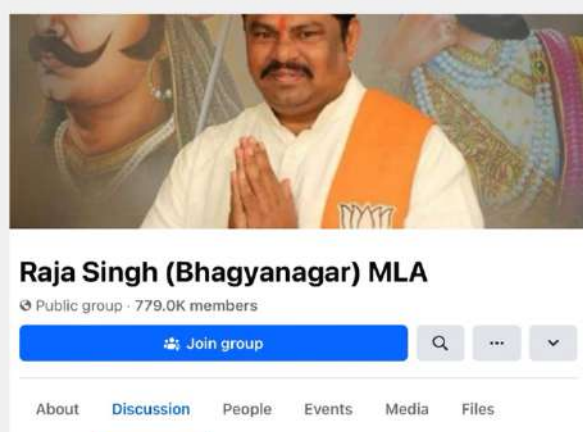 Raja Singh (Bhagyanagar) MLA
Public group · 779.0K members
Join group
About Discussion People Events Media Files